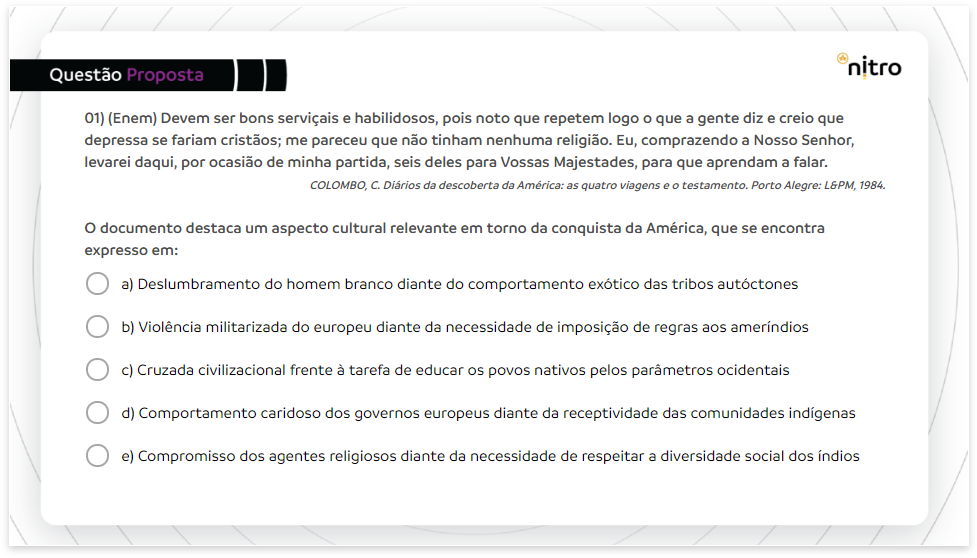 Questão Proposta
nitro
01) (Enem) Devem ser bons serviçais e habilidosos, pois noto que repetem logo o que a gente diz e creio que
depressa se fariam cristãos; me pareceu que não tinham nenhuma religião. Eu, comprazendo a Nosso Senhor,
levarei daqui, por ocasião de minha partida, seis deles para Vossas Majestades, para que aprendam a falar.
COLOMBO, C. Diários da descoberta da América: as quatro viagens e o testamento. Porto Alegre: L&PM, 1984.
O documento destaca um aspecto cultural relevante em torno da conquista da América, que se encontra
expresso em:
a) Deslumbramento do homem branco diante do comportamento exótico das tribos autóctones
b) Violência militarizada do europeu diante da necessidade de imposição de regras aos ameríndios
c) Cruzada civilizacional frente à tarefa de educar os povos nativos pelos parâmetros ocidentais
d) Comportamento caridoso dos governos europeus diante da receptividade das comunidades indígenas
e) Compromisso dos agentes religiosos diante da necessidade de respeitar a diversidade social dos índios